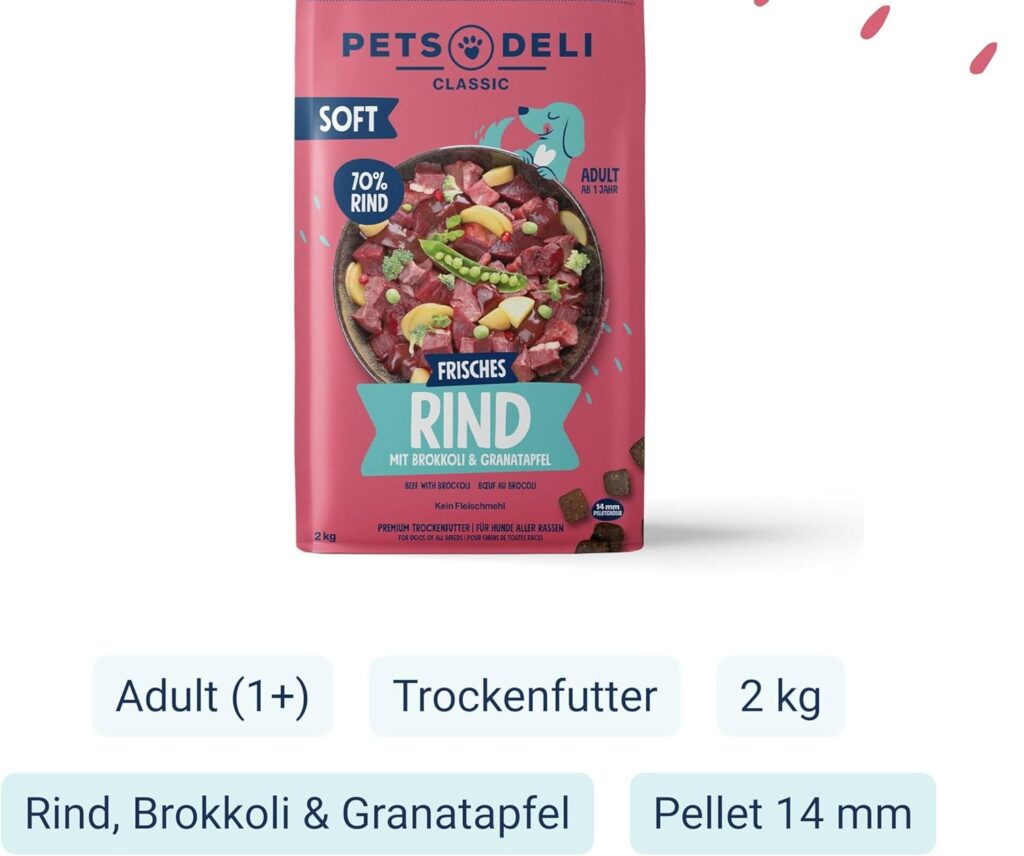 PETS DELI
CLASSIC
SOFT
70%
RIND
ADULT
AB 1 JAHR
FRISCHES
RIND
MIT BROKKOLI & GRANATAPFEL
BEEF WITH BROCCOLI BŒUF AU BROCOLI
Kein Fleischmehl
14 mm
PELLETGRÖSSE
PREMIUM TROCKENFUTTER | FÜR HUNDE ALLER RASSEN
FOR DOGS OF ALL BREEDS | POUR CHIENS DE TOUTES RACES
2 kg
Adult (1+)
Trockenfutter
2 kg
Rind, Brokkoli & Granatapfel
Pellet 14 mm